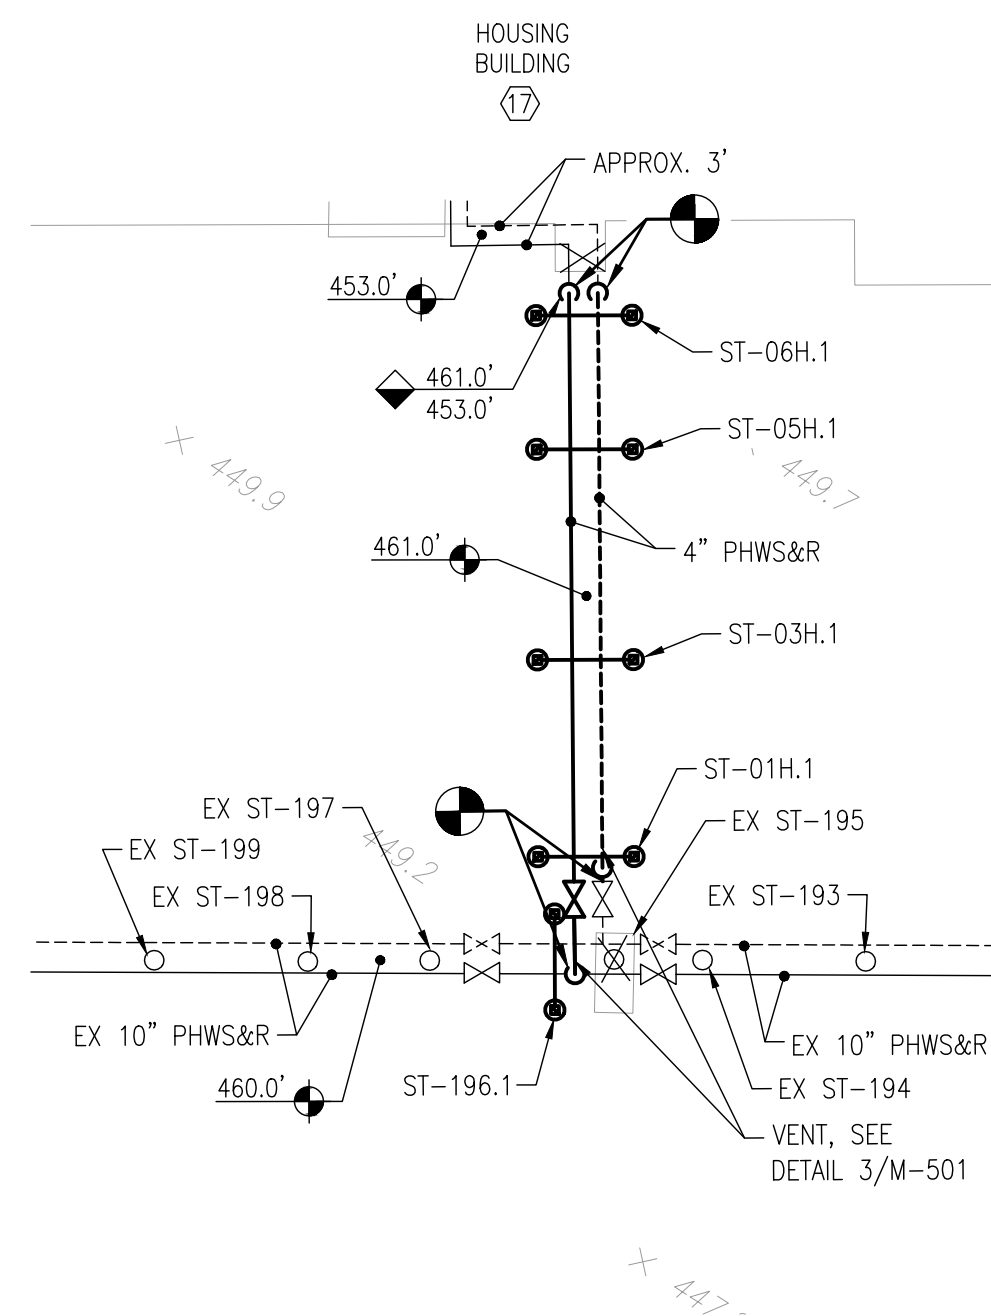 HOUSING
BUILDING
17
APPROX. 3'
453.0'
ST-06H.1
461.0'
453.0'
ST-05H.1
449.9
449.7
461.0'
4" PHWS&R
ST-03H.1
ST-01H.1
EX ST-197
EX ST-195
449.2
EX ST-199
EX ST-198
EX ST-193
EX 10" PHWS&R
EX 10" PHWS&R
460.0'
ST-196.1
EX ST-194
VENT, SEE
DETAIL 3/M-501